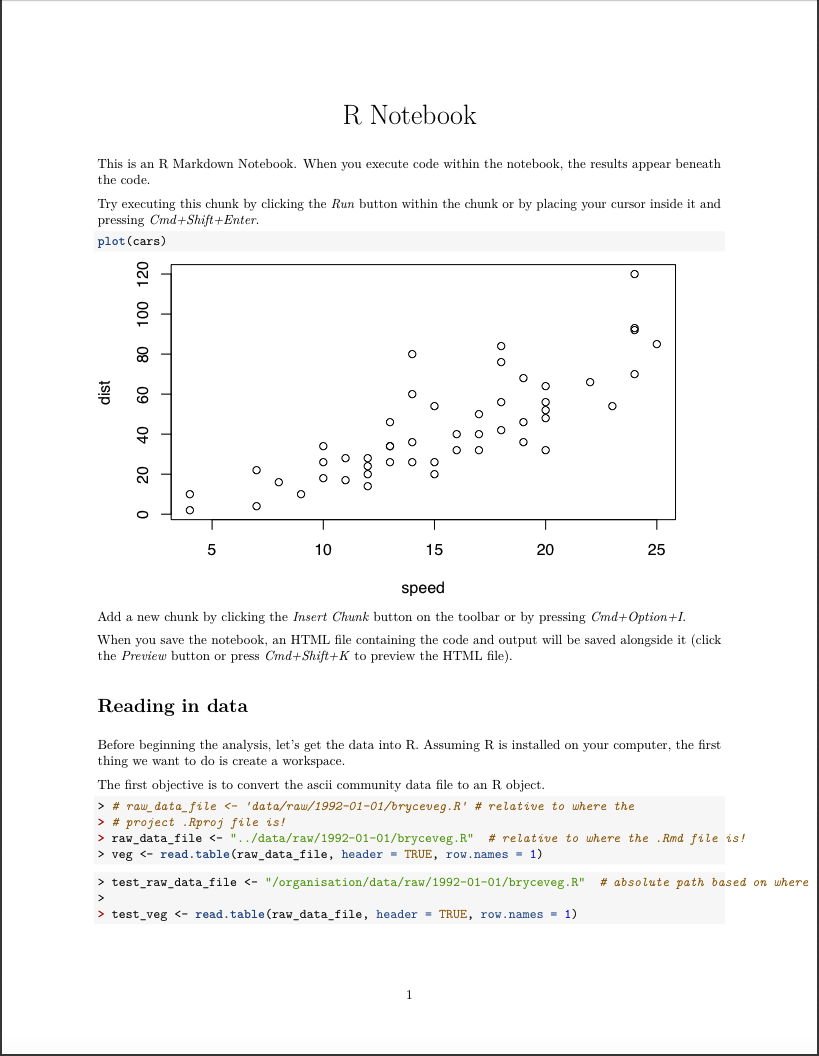 R Notebook
This is an R Markdown Notebook. When you execute code within the notebook, the results appear beneath
the code.
Try executing this chunk by clicking the Run button within the chunk or by placing your cursor inside it and
pressing Cmd+Shift+Enter.
plot(cars)
120
100
80
60
40
20
0
dist
5 10 15 20 25
speed
Add a new chunk by clicking the Insert Chunk button on the toolbar or by pressing Cmd+Option+I.
When you save the notebook, an HTML file containing the code and output will be saved alongside it (click
the Preview button or press Cmd+Shift+K to preview the HTML file).
Reading in data
Before beginning the analysis, let's get the data into R. Assuming R is installed on your computer, the first
thing we want to do is create a workspace.
The first objective is to convert the ascii community data file to an R object.
> # raw_data_file <- 'data/raw/1992-01-01/bryceveg.R' # relative to where the
> # project .Rproj file is!
> raw_data_file <- "../data/raw/1992-01-01/bryceveg.R"  # relative to where the .Rmd file is!
> veg <- read.table(raw_data_file, header = TRUE, row.names = 1)
> test_raw_data_file <- "/organisation/data/raw/1992-01-01/bryceveg.R"  # absolute path based on where
>
> test_veg <- read.table(raw_data_file, header = TRUE, row.names = 1)
1